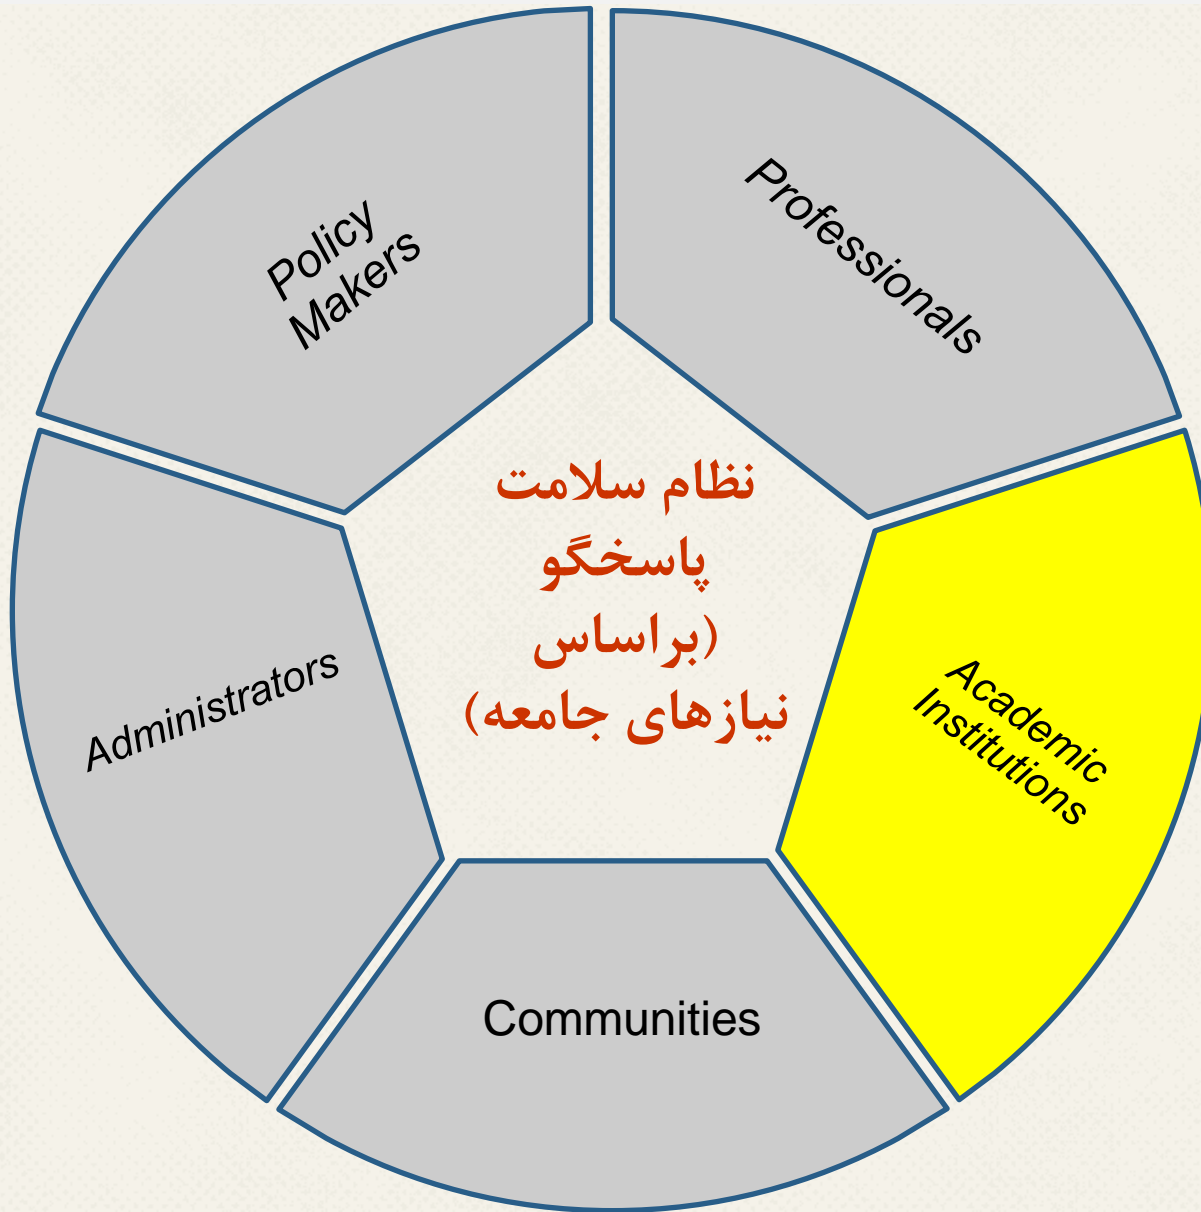 Policy
Makers
Professionals
نظام سلامت
پاسخگو
(براساس
نیازهای جامعه)
Administrators
Academic
Institutions
Communities